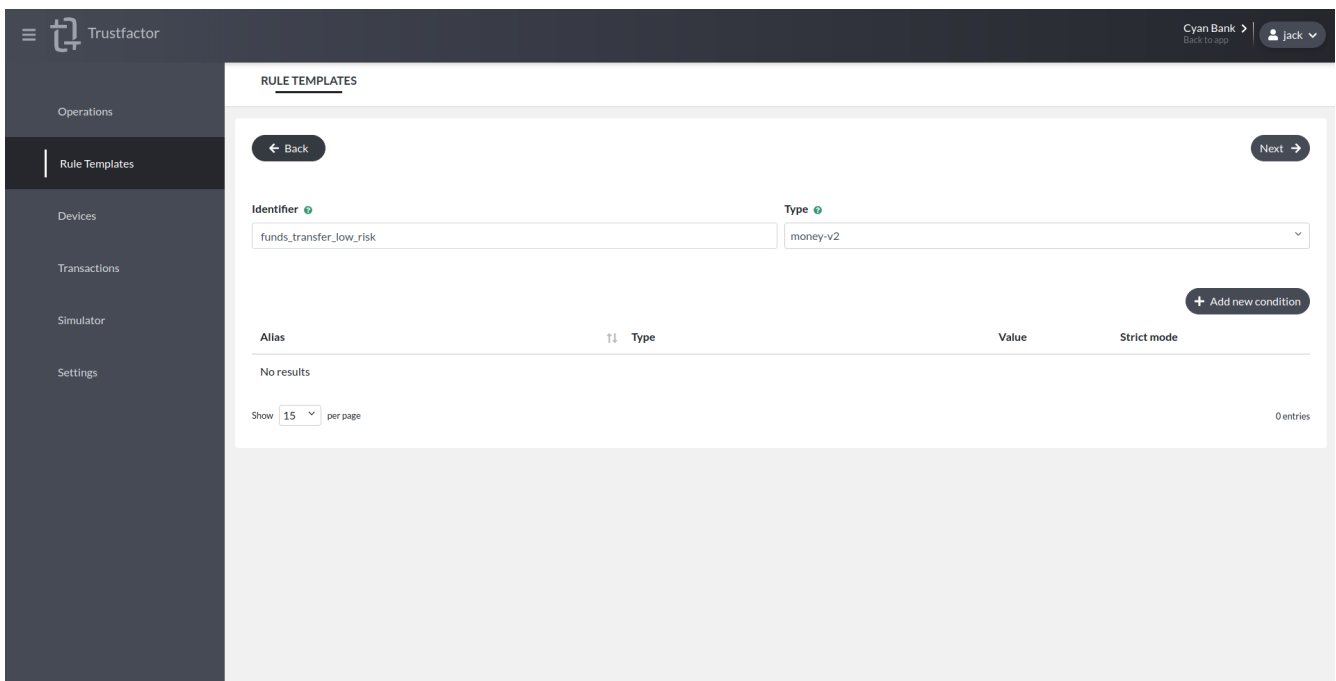 Trustfactor
Cyan Bank
Back to app
jack
Operations
Rule Templates
Devices
Transactions
Simulator
Settings
RULE TEMPLATES
Back
Next
Identifier
Type
funds_transfer_low_risk
money-v2
Add new condition
Alias Type Value Strict mode
No results
Show 15 per page
0 entries